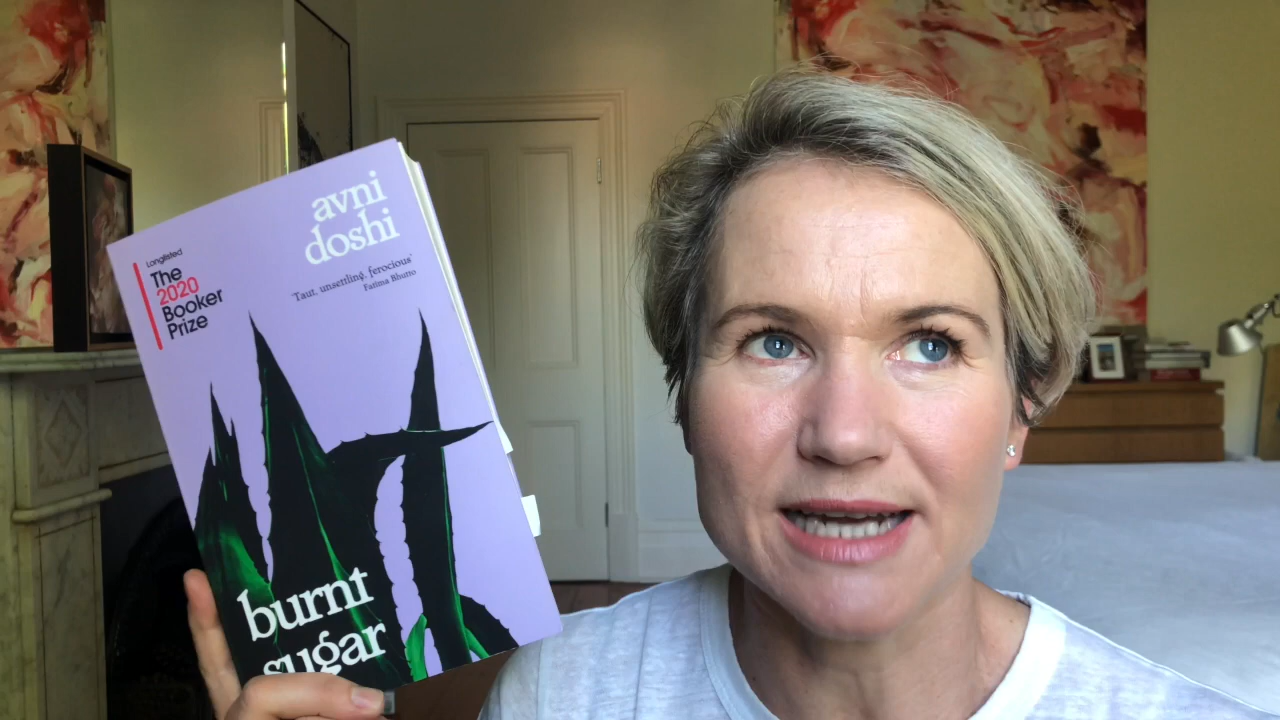 avni
doshi
Longlisted
The
2020
Booker
Prize
'Taut, unsettling, ferocious'
Fatima Bhutto
burnt
sugar